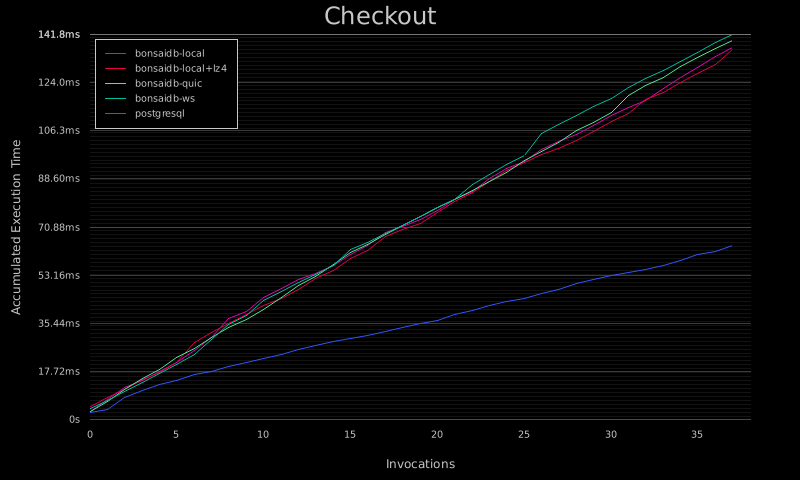 Checkout
141.8ms
124.0ms
106.3ms
88.60ms
70.88ms
53.16ms
35.44ms
17.72ms
0s
bonsaidb-local
bonsaidb-local+lz4
bonsaidb-quic
bonsaidb-ws
postgresql
Accumulated Execution Time
0 5 10 15 20 25 30 35
Invocations